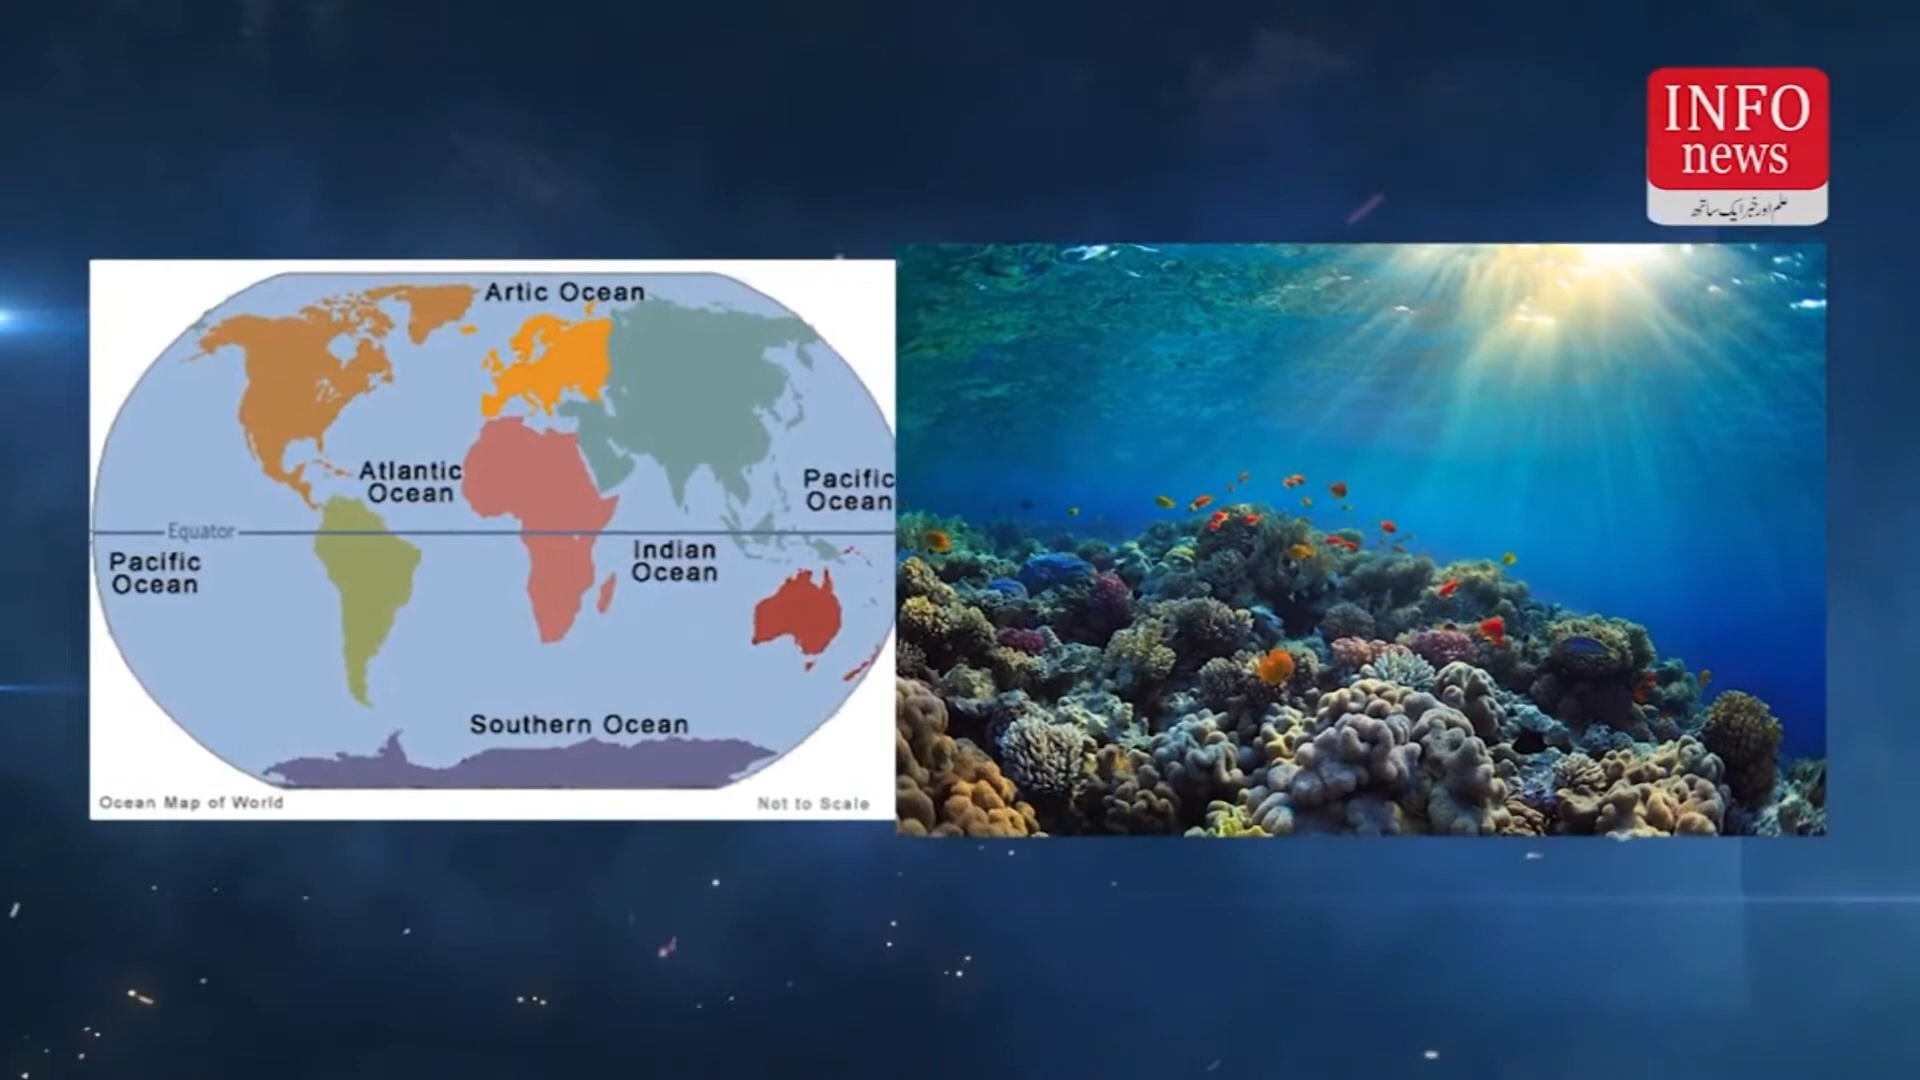 INFO
news
علم اور خبر ایک ساتھ
Artic Ocean
Atlantic
Ocean
Pacific
Ocean
Equator
Pacific
Ocean
Indian
Ocean
Southern Ocean
Ocean Map of World
Not to Scale